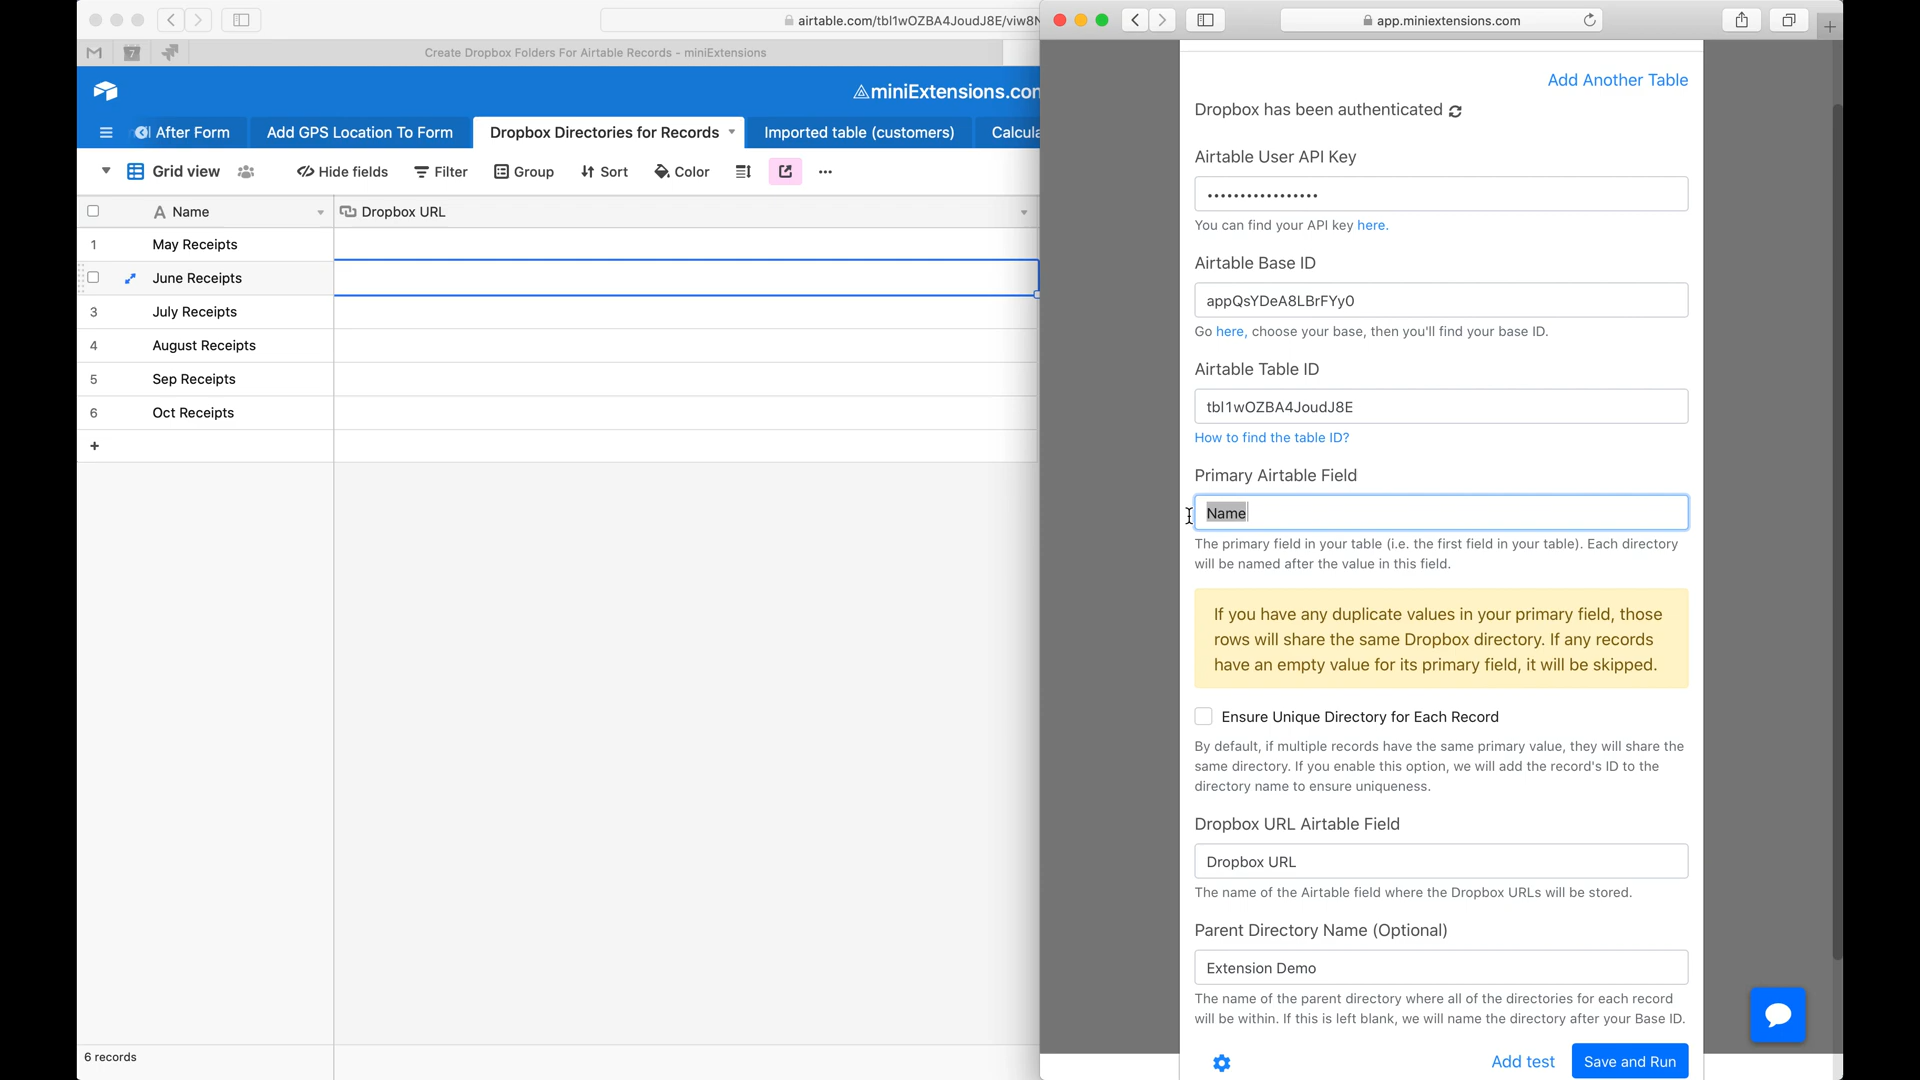 airtable.com/tbl1wOZBA4JoudJ8E/viw8N
7
Create Dropbox Folders For Airtable Records - miniExtensions
miniExtensions.com
After Form
Add GPS Location To Form
Dropbox Directories for Records
Imported table (customers)
Calcula
Grid view
Hide fields
Filter
Group
Sort
Color
Name
Dropbox URL
1 May Receipts
June Receipts
3 July Receipts
4 August Receipts
5 Sep Receipts
6 Oct Receipts
+
6 records
app.miniextensions.com
Add Another Table
Dropbox has been authenticated
Airtable User API Key
•••••••••••••••••
You can find your API key here.
Airtable Base ID
appQsYDeA8LBrFYy0
Go here, choose your base, then you'll find your base ID.
Airtable Table ID
tbl1wOZBA4JoudJ8E
How to find the table ID?
Primary Airtable Field
Name
The primary field in your table (i.e. the first field in your table). Each directory
will be named after the value in this field.
If you have any duplicate values in your primary field, those
rows will share the same Dropbox directory. If any records
have an empty value for its primary field, it will be skipped.
Ensure Unique Directory for Each Record
By default, if multiple records have the same primary value, they will share the
same directory. If you enable this option, we will add the record's ID to the
directory name to ensure uniqueness.
Dropbox URL Airtable Field
Dropbox URL
The name of the Airtable field where the Dropbox URLs will be stored.
Parent Directory Name (Optional)
Extension Demo
The name of the parent directory where all of the directories for each record
will be within. If this is left blank, we will name the directory after your Base ID.
Add test
Save and Run